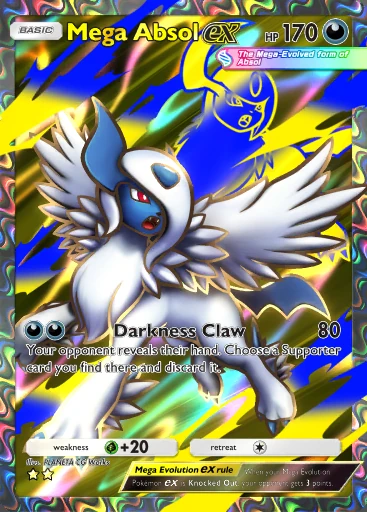 BASIC Mega Absol ex HP 170
The Mega-Evolved form of
Absol
Darkness Claw 80
Your opponent reveals their hand. Choose a Supporter
card you find there and discard it.
weakness +20 retreat
Illus. PLANETA CG Works
Mega Evolution ex rule When your Mega Evolution
Pokémon ex is Knocked Out, your opponent gets 3 points.